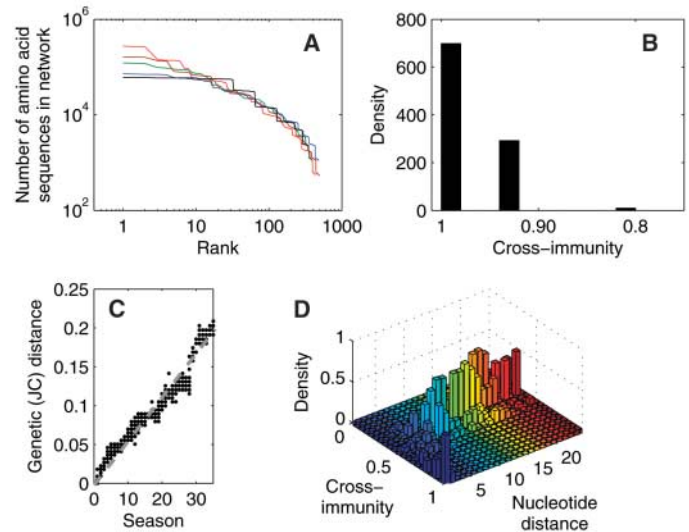 A
Number of amino acid
sequences in network
10^6
10^4
10^2
1
10
100
1000
Rank
B
Density
800
600
400
200
0
1
0.90
0.8
Cross−immunity
C
Genetic (JC) distance
0.25
0.2
0.15
0.1
0.05
0
0
10
20
30
Season
D
Density
1
0.5
0
0
0.5
1
Cross−
immunity
5
10
15
20
Nucleotide
distance